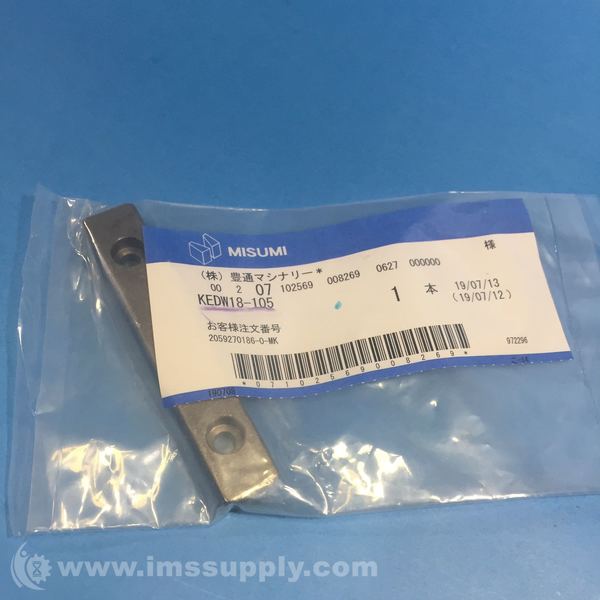 MISUMI
様
(株) 豊通マシナリー*
00 2 07 102569 008269 0627 000000
KEDW18-105 1 本 19/07/13
(19/07/12)
お客様注文番号
2059270186-0-MK
972296
*07102569008269*
190708
www.imssupply.com